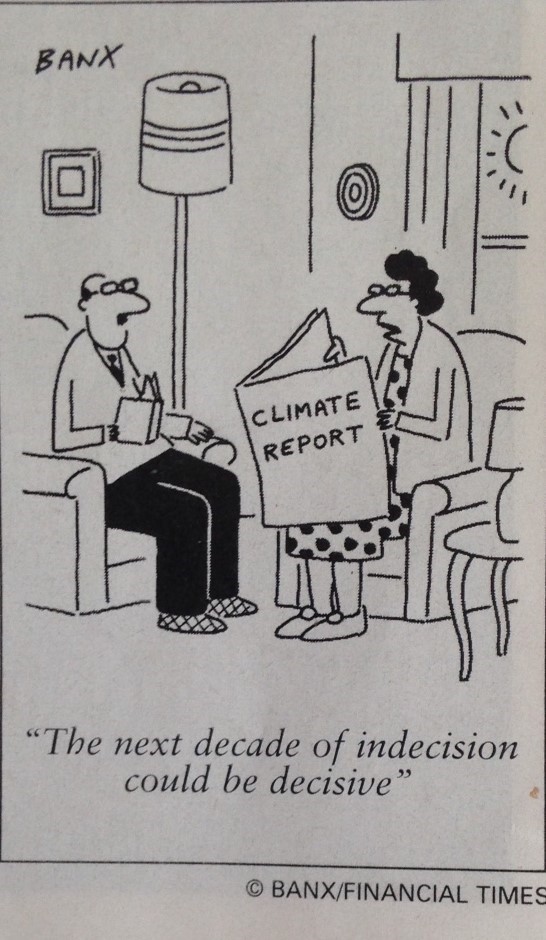 BANX
CLIMATE
REPORT
“The next decade of indecision
could be decisive”
© BANX/FINANCIAL TIMES